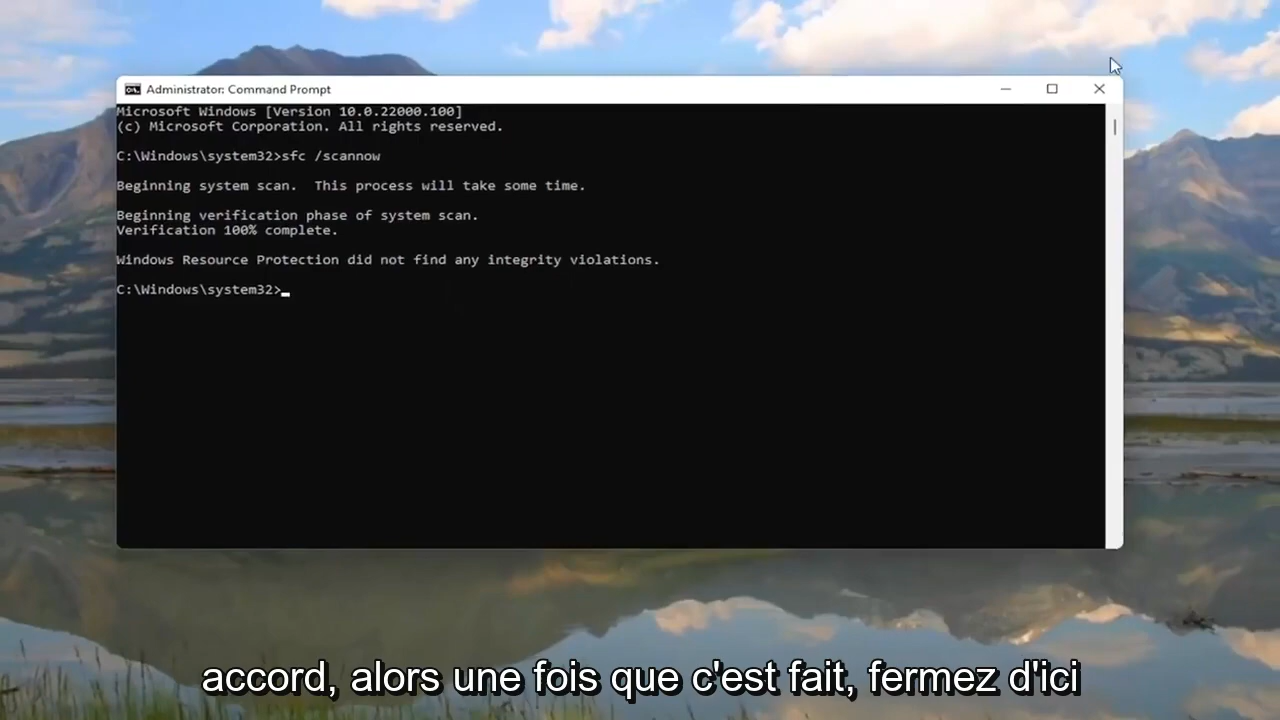 Administrator: Command Prompt
Microsoft Windows [Version 10.0.22000.100]
(c) Microsoft Corporation. All rights reserved.
C:\Windows\system32>sfc /scannow
Beginning system scan.  This process will take some time.
Beginning verification phase of system scan.
Verification 100% complete.
Windows Resource Protection did not find any integrity violations.
C:\Windows\system32>
accord, alors une fois que c'est fait, fermez d'ici